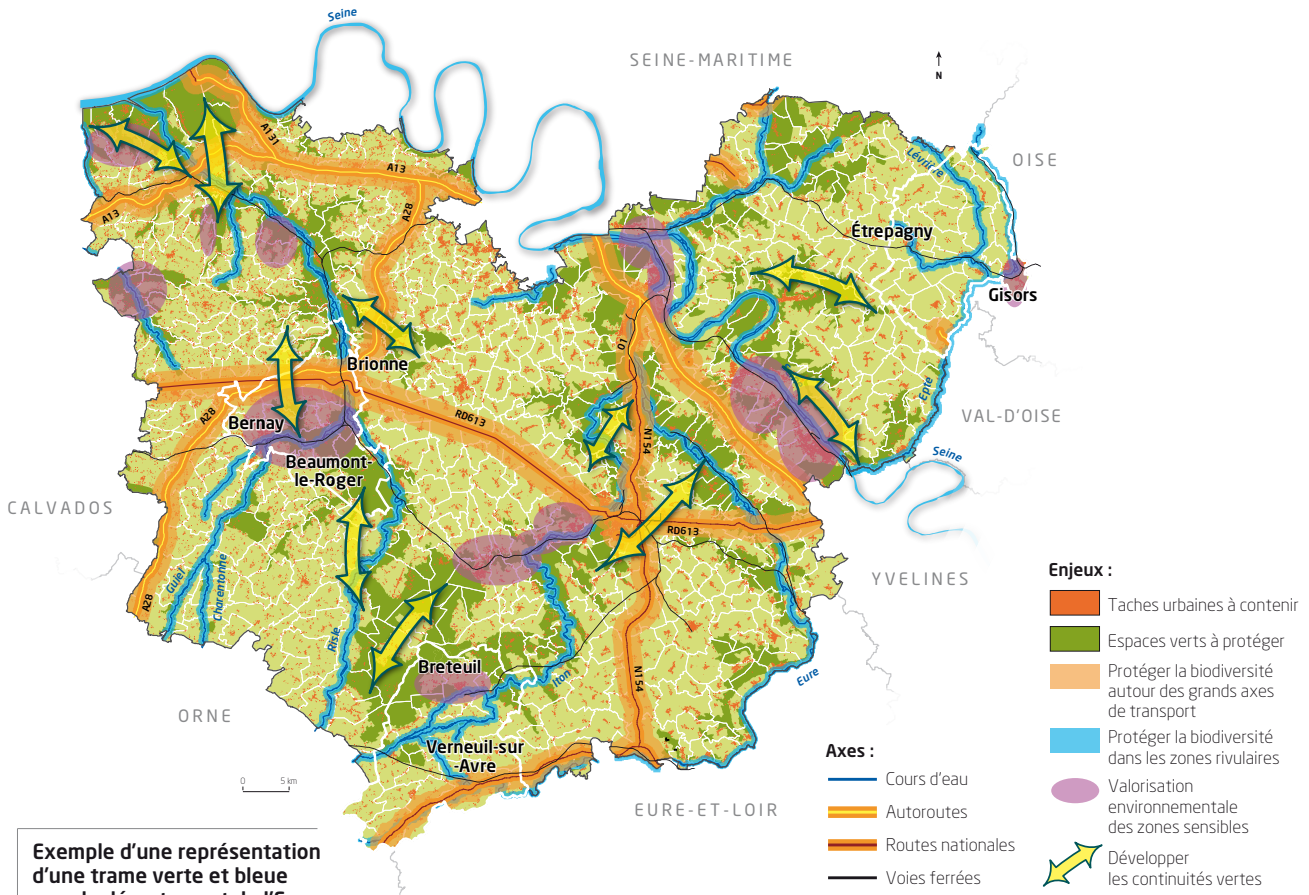 Seine
SEINE-MARITIME
N
OISE
A131
A13
A13
A28
Lévrière
Étrepagny
Gisors
Brionne
Epte
VAL-D'OISE
A28
Bernay
RD613
N154
Beaumont-
le-Roger
Seine
CALVADOS
RD613
YVELINES
Guiel
Charentonne
A28
Risle
Breteuil
Iton
N154
Eure
ORNE
Verneuil-sur
-Avre
0 5 km
EURE-ET-LOIR
Enjeux :
Taches urbaines à contenir
Espaces verts à protéger
Protéger la biodiversité
autour des grands axes
de transport
Protéger la biodiversité
dans les zones rivulaires
Valorisation
environnementale
des zones sensibles
Développer
les continuités vertes
Axes :
Cours d'eau
Autoroutes
Routes nationales
Voies ferrées
Exemple d'une représentation
d'une trame verte et bleue